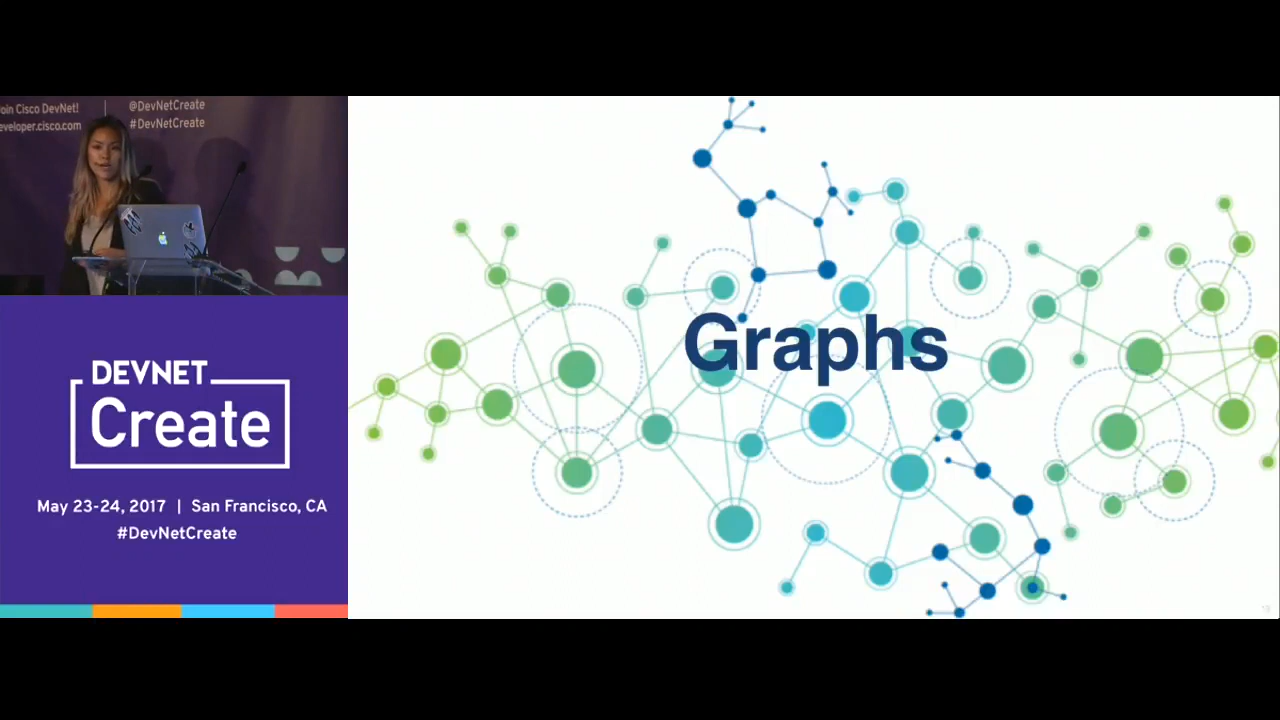 oin Cisco DevNet!
eveloper.cisco.com
@DevNetCreate
#DevNetCreate
DEVNET
Create
May 23-24, 2017 | San Francisco, CA
#DevNetCreate
Graphs